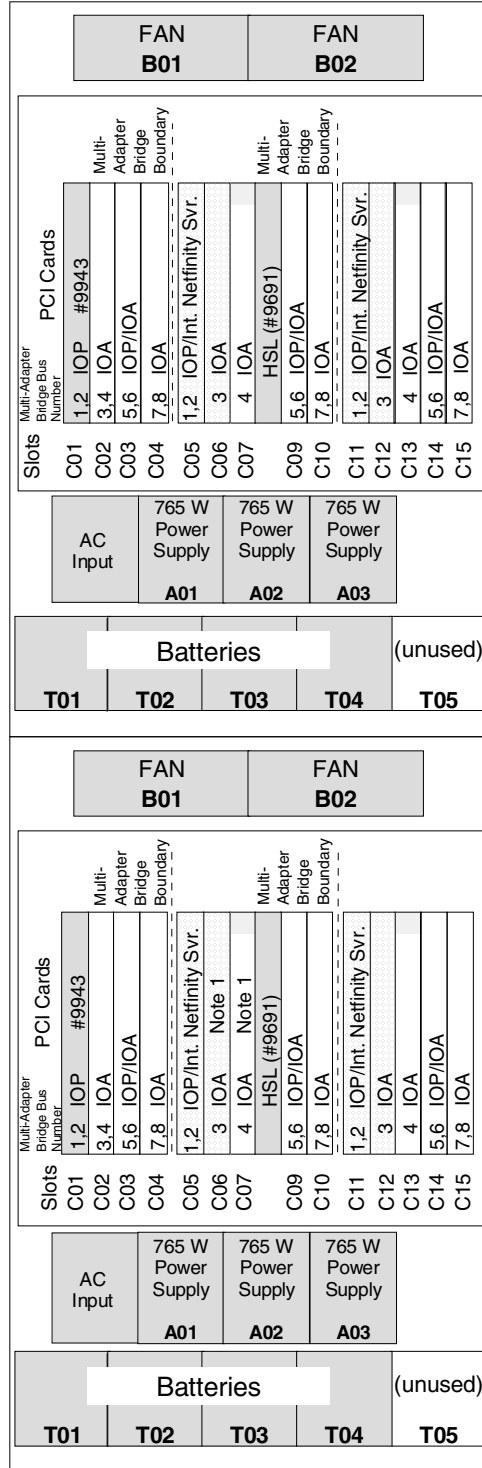 FAN
B01
FAN
B02
Multi-
Adapter
Bridge
Boundary
Multi-
Adapter
Bridge
Boundary
Slots
Multi-Adapter
Bridge Bus
Number
PCI Cards
C01 1,2 IOP #9943
C02 3,4 IOA
C03 5,6 IOP/IOA
C04 7,8 IOA
C05 1,2 IOP/Int. Netfinity Svr.
C06 3 IOA
C07 4 IOA
HSL (#9691)
C09 5,6 IOP/IOA
C10 7,8 IOA
C11 1,2 IOP/Int. Netfinity Svr.
C12 3 IOA
C13 4 IOA
C14 5,6 IOP/IOA
C15 7,8 IOA
AC
Input
765 W
Power
Supply
A01
765 W
Power
Supply
A02
765 W
Power
Supply
A03
Batteries
(unused)
T01 T02 T03 T04 T05
FAN
B01
FAN
B02
Multi-
Adapter
Bridge
Boundary
Multi-
Adapter
Bridge
Boundary
Slots
Multi-Adapter
Bridge Bus
Number
PCI Cards
C01 1,2 IOP #9943
C02 3,4 IOA
C03 5,6 IOP/IOA
C04 7,8 IOA
C05 1,2 IOP/Int. Netfinity Svr.
C06 3 IOA Note 1
C07 4 IOA Note 1
HSL (#9691)
C09 5,6 IOP/IOA
C10 7,8 IOA
C11 1,2 IOP/Int. Netfinity Svr.
C12 3 IOA
C13 4 IOA
C14 5,6 IOP/IOA
C15 7,8 IOA
AC
Input
765 W
Power
Supply
A01
765 W
Power
Supply
A02
765 W
Power
Supply
A03
Batteries
(unused)
T01 T02 T03 T04 T05